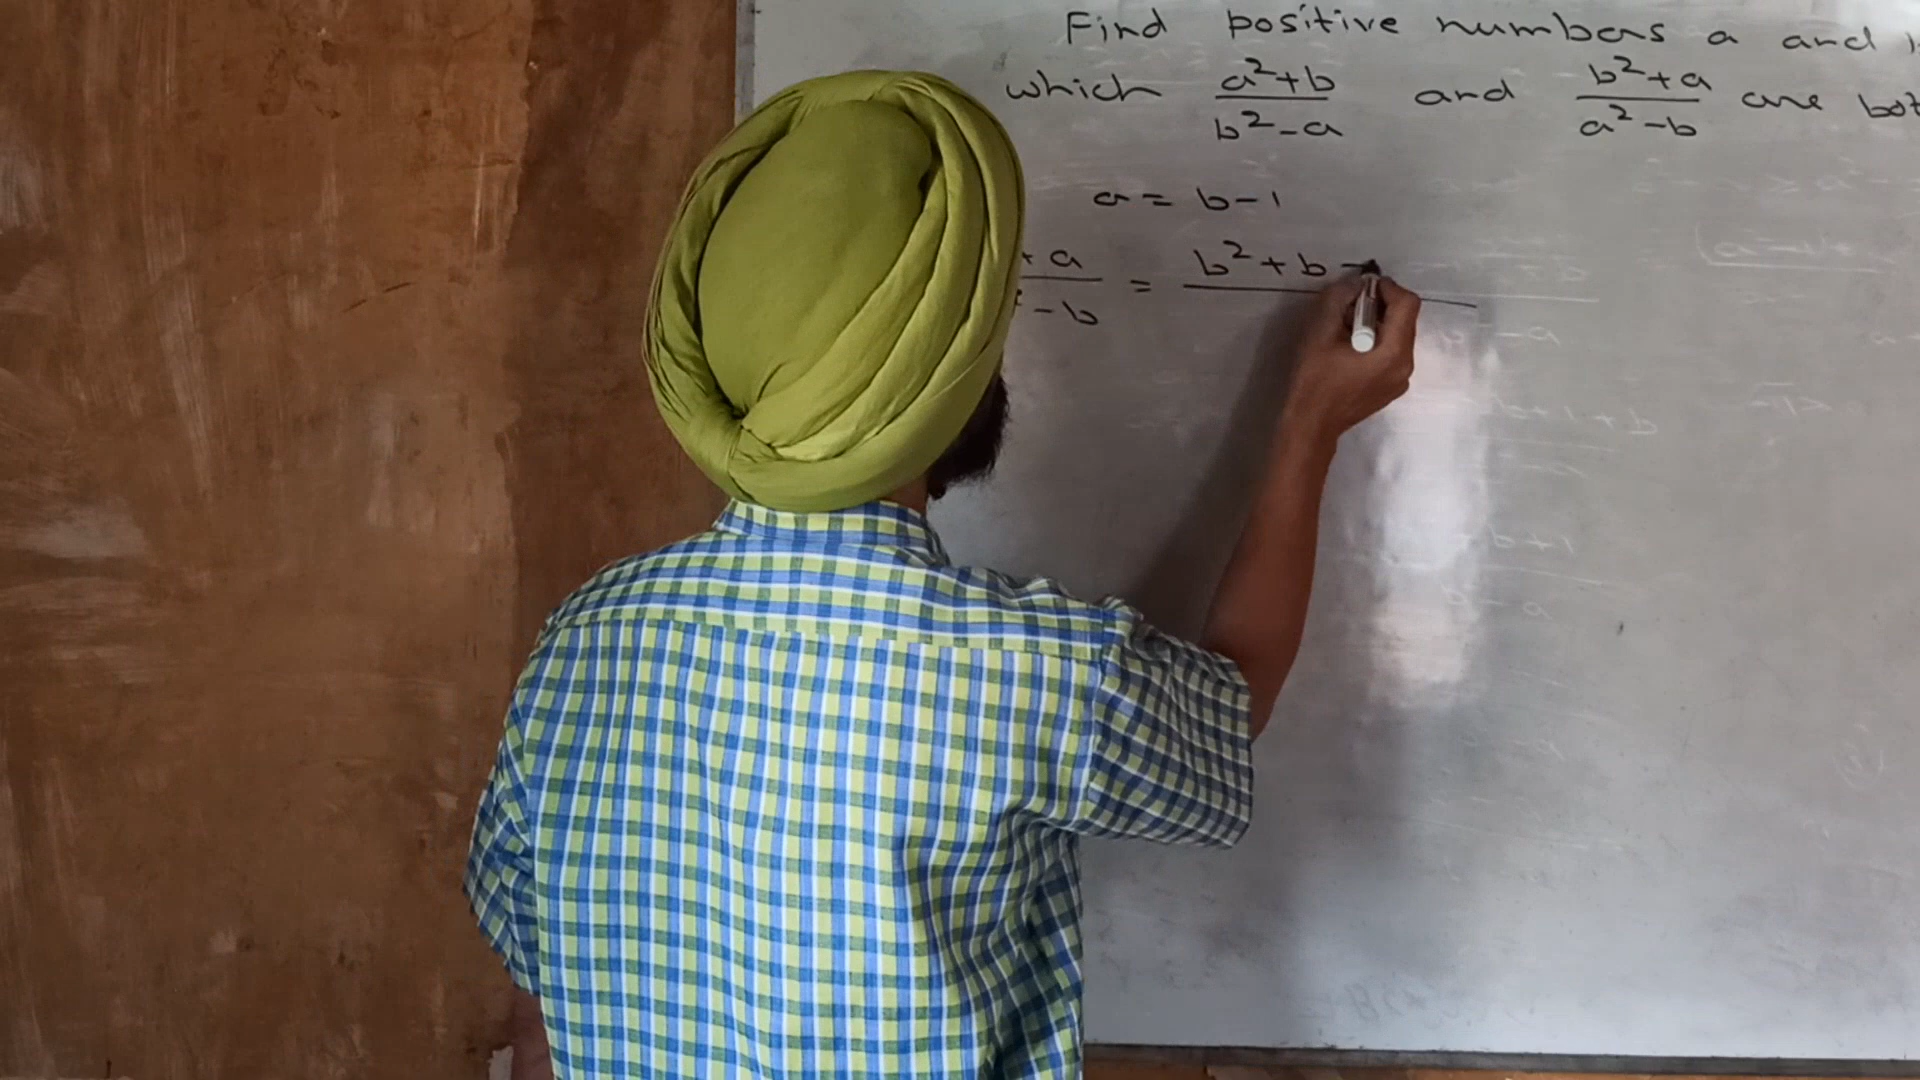 Find positive numbers a and
which (a²+b)/(b²-a) and (b²+a)/(a²-b) are bot
a = b-1
+ a / - b = b² + b -